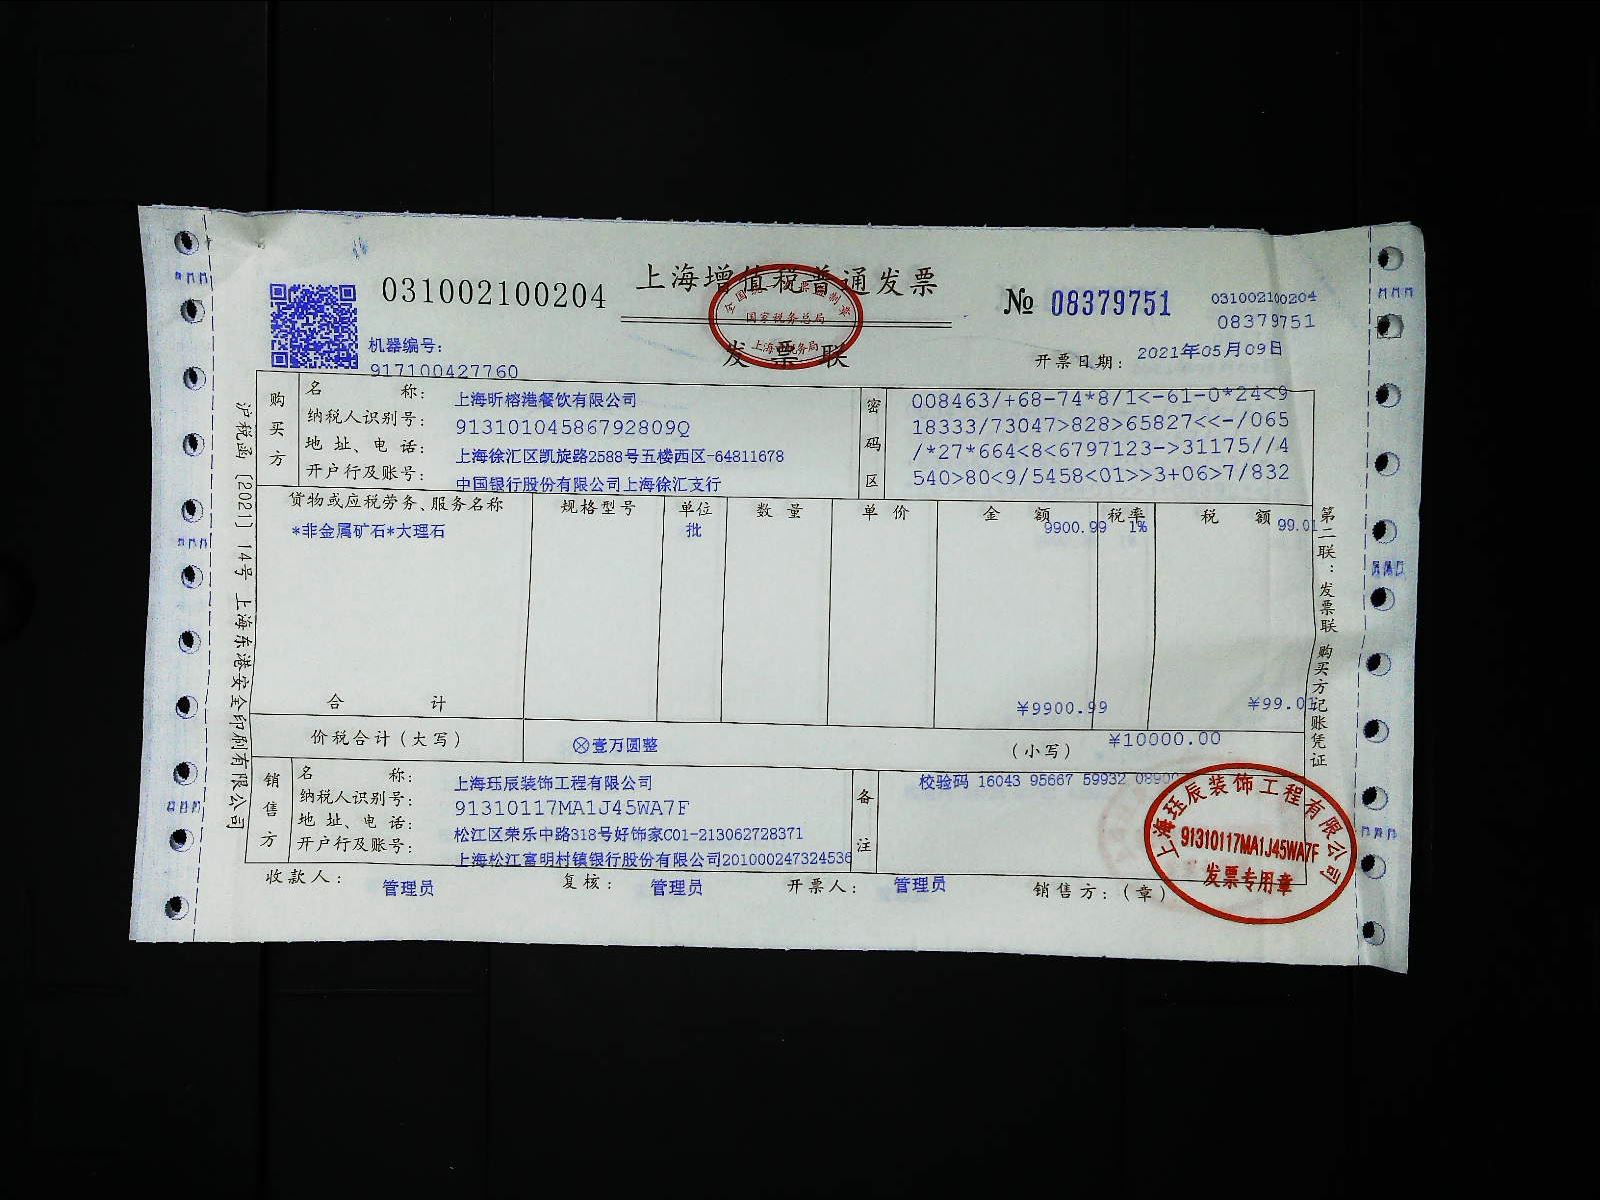 上海增值税普通发票
031002100204
№ 08379751
031002100204
08379751
国家税务总局
发票联
机器编号:
917100427760
开票日期: 2021年05月09日
购买方
名称: 上海昕榕港餐饮有限公司
纳税人识别号: 91310104586792809Q
地址、电话: 上海徐汇区凯旋路2588号五楼西区-64811678
开户行及账号: 中国银行股份有限公司上海徐汇支行
密码区
008463/+68-74*8/1<-61-0*24<9
18333/73047>828>65827<<-/065
/*27*664<8<6797123->31175//4
540>80<9/5458<01>>3+06>7/832
货物或应税劳务、服务名称 规格型号 单位 数量 单价 金额 税率 税额
*非金属矿石*大理石 批 9900.99 1% 99.01
合计 ¥9900.99 ¥99.01
价税合计(大写) ⊗壹万圆整 (小写) ¥10000.00
销售方
名称: 上海珏辰装饰工程有限公司
纳税人识别号: 91310117MA1J45WA7F
地址、电话: 松江区荣乐中路318号好饰家C01-213062728371
开户行及账号: 上海松江富明村镇银行股份有限公司201000247324536
备注
校验码 16043 95667 59932 08900
收款人: 管理员 复核: 管理员 开票人: 管理员 销售方:(章)
上海珏辰装饰工程有限公司
91310117MA1J45WA7F
发票专用章
沪税函〔2021〕14号 上海东港安全印刷有限公司
第二联:发票联 购买方记账凭证